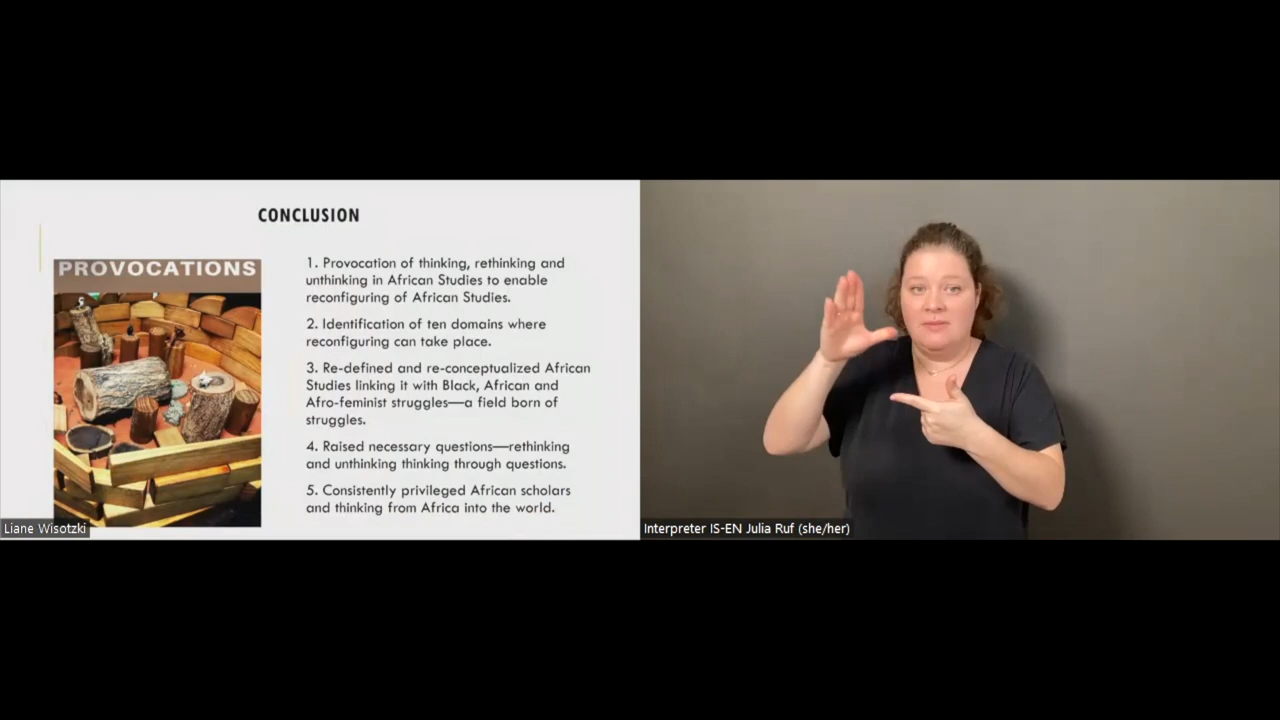 CONCLUSION
PROVOCATIONS
1. Provocation of thinking, rethinking and
unthinking in African Studies to enable
reconfiguring of African Studies.
2. Identification of ten domains where
reconfiguring can take place.
3. Re-defined and re-conceptualized African
Studies linking it with Black, African and
Afro-feminist struggles—a field born of
struggles.
4. Raised necessary questions—rethinking
and unthinking thinking through questions.
5. Consistently privileged African scholars
and thinking from Africa into the world.
Liane Wisotzki
Interpreter IS-EN Julia Ruf (she/her)